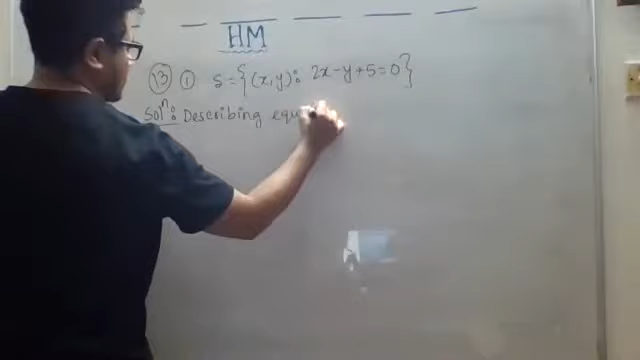 HM
(13) (1) S = {(x,y): 2x-y+5=0}
Solⁿ: Describing equ